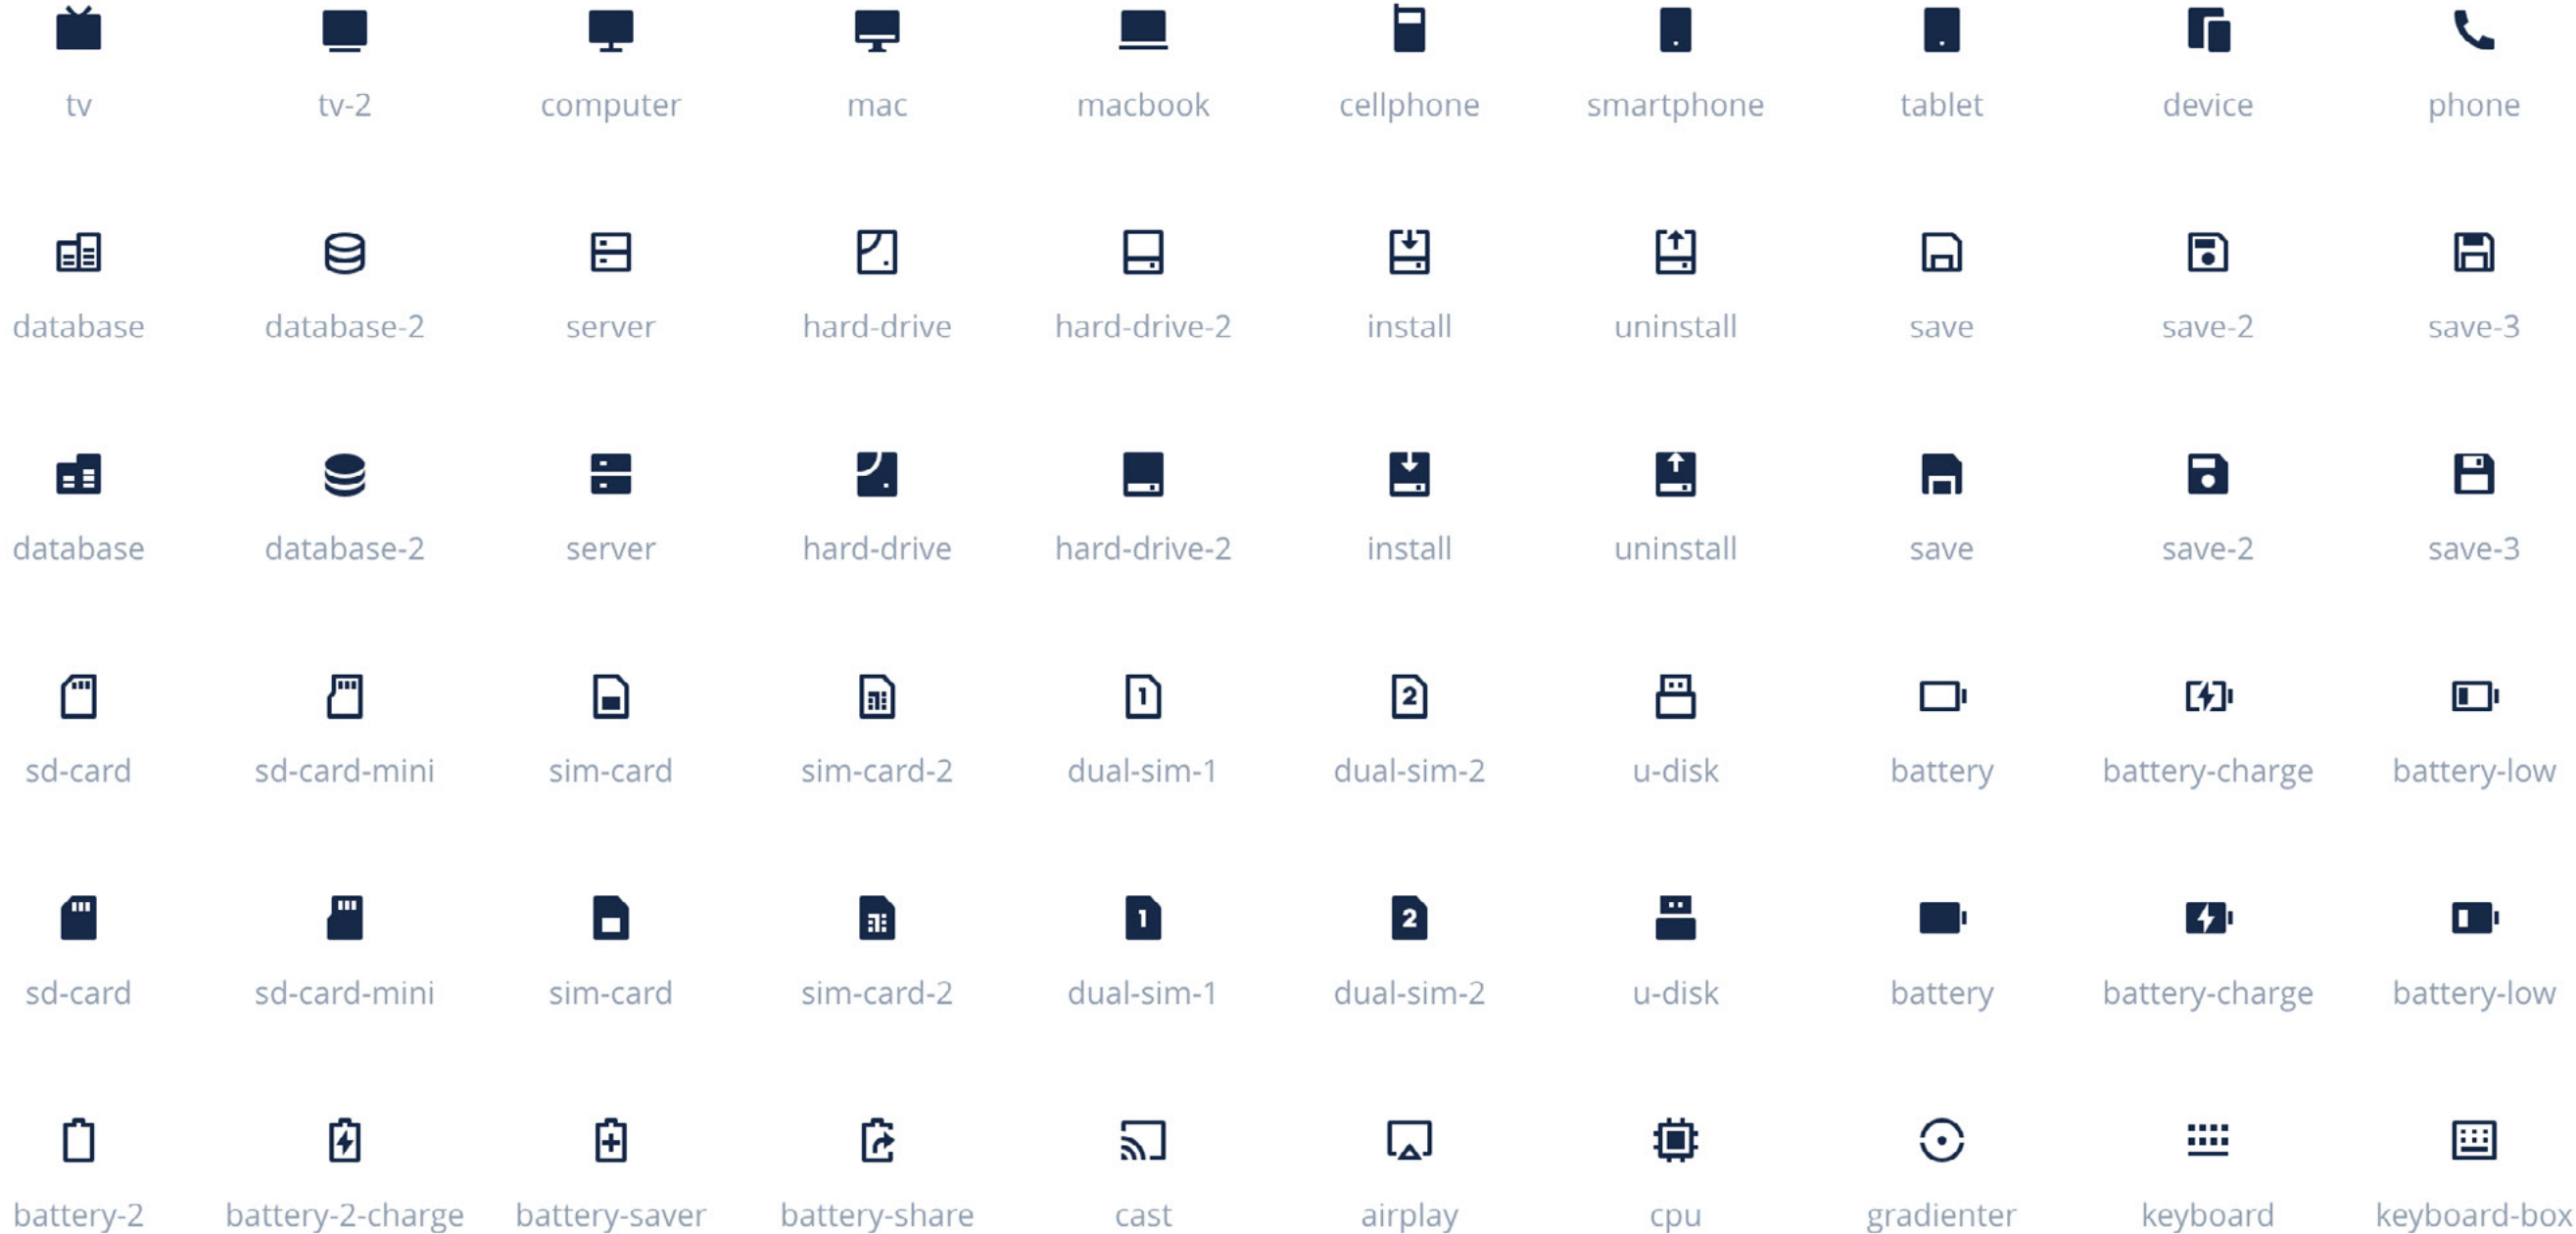 tv tv-2 computer mac macbook cellphone smartphone tablet device phone
database database-2 server hard-drive hard-drive-2 install uninstall save save-2 save-3
database database-2 server hard-drive hard-drive-2 install uninstall save save-2 save-3
1 2
sd-card sd-card-mini sim-card sim-card-2 dual-sim-1 dual-sim-2 u-disk battery battery-charge battery-low
1 2
sd-card sd-card-mini sim-card sim-card-2 dual-sim-1 dual-sim-2 u-disk battery battery-charge battery-low
battery-2 battery-2-charge battery-saver battery-share cast airplay cpu gradienter keyboard keyboard-box